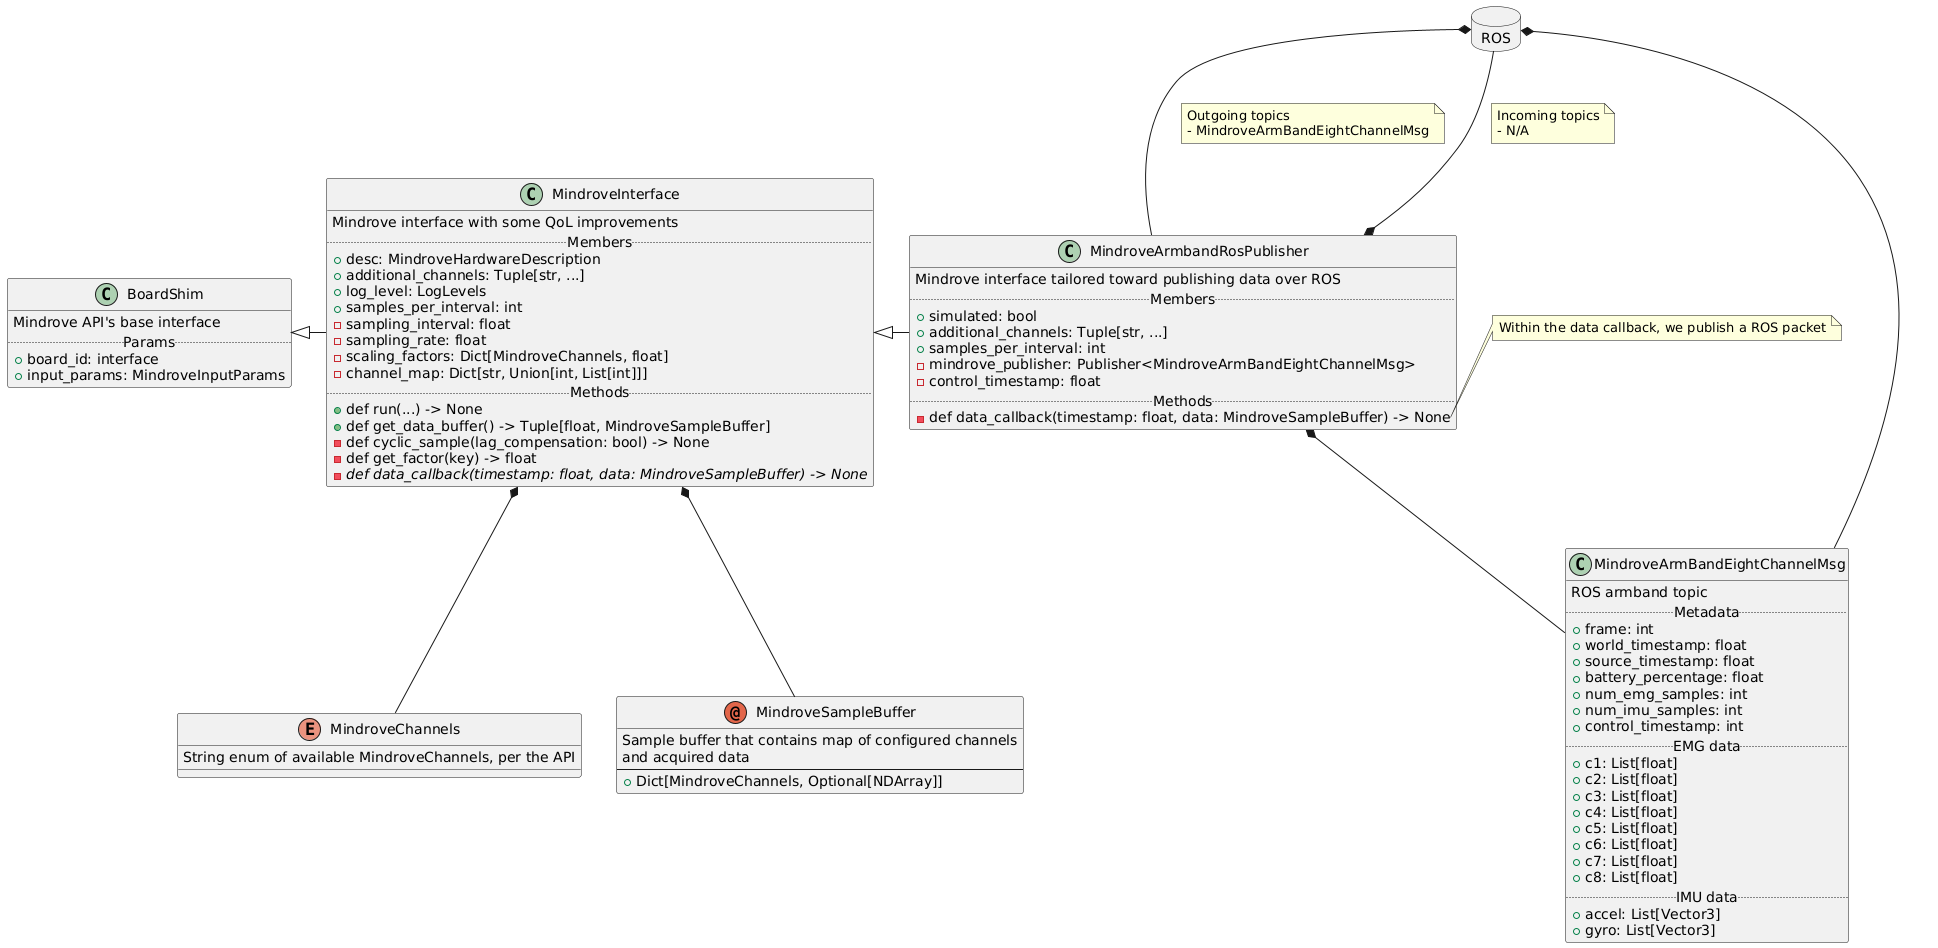 ROS
Outgoing topics
- MindroveArmBandEightChannelMsg
Incoming topics
- N/A
C BoardShim
Mindrove API's base interface
Params
board_id: interface
input_params: MindroveInputParams
C MindroveInterface
Mindrove interface with some QoL improvements
Members
desc: MindroveHardwareDescription
additional_channels: Tuple[str, ...]
log_level: LogLevels
samples_per_interval: int
sampling_interval: float
sampling_rate: float
scaling_factors: Dict[MindroveChannels, float]
channel_map: Dict[str, Union[int, List[int]]]
Methods
def run(...) -> None
def get_data_buffer() -> Tuple[float, MindroveSampleBuffer]
def cyclic_sample(lag_compensation: bool) -> None
def get_factor(key) -> float
def data_callback(timestamp: float, data: MindroveSampleBuffer) -> None
C MindroveArmbandRosPublisher
Mindrove interface tailored toward publishing data over ROS
Members
simulated: bool
additional_channels: Tuple[str, ...]
samples_per_interval: int
mindrove_publisher: Publisher<MindroveArmBandEightChannelMsg>
control_timestamp: float
Methods
def data_callback(timestamp: float, data: MindroveSampleBuffer) -> None
Within the data callback, we publish a ROS packet
E MindroveChannels
String enum of available MindroveChannels, per the API
@ MindroveSampleBuffer
Sample buffer that contains map of configured channels
and acquired data
Dict[MindroveChannels, Optional[NDArray]]
C MindroveArmBandEightChannelMsg
ROS armband topic
Metadata
frame: int
world_timestamp: float
source_timestamp: float
battery_percentage: float
num_emg_samples: int
num_imu_samples: int
control_timestamp: int
EMG data
c1: List[float]
c2: List[float]
c3: List[float]
c4: List[float]
c5: List[float]
c6: List[float]
c7: List[float]
c8: List[float]
IMU data
accel: List[Vector3]
gyro: List[Vector3]